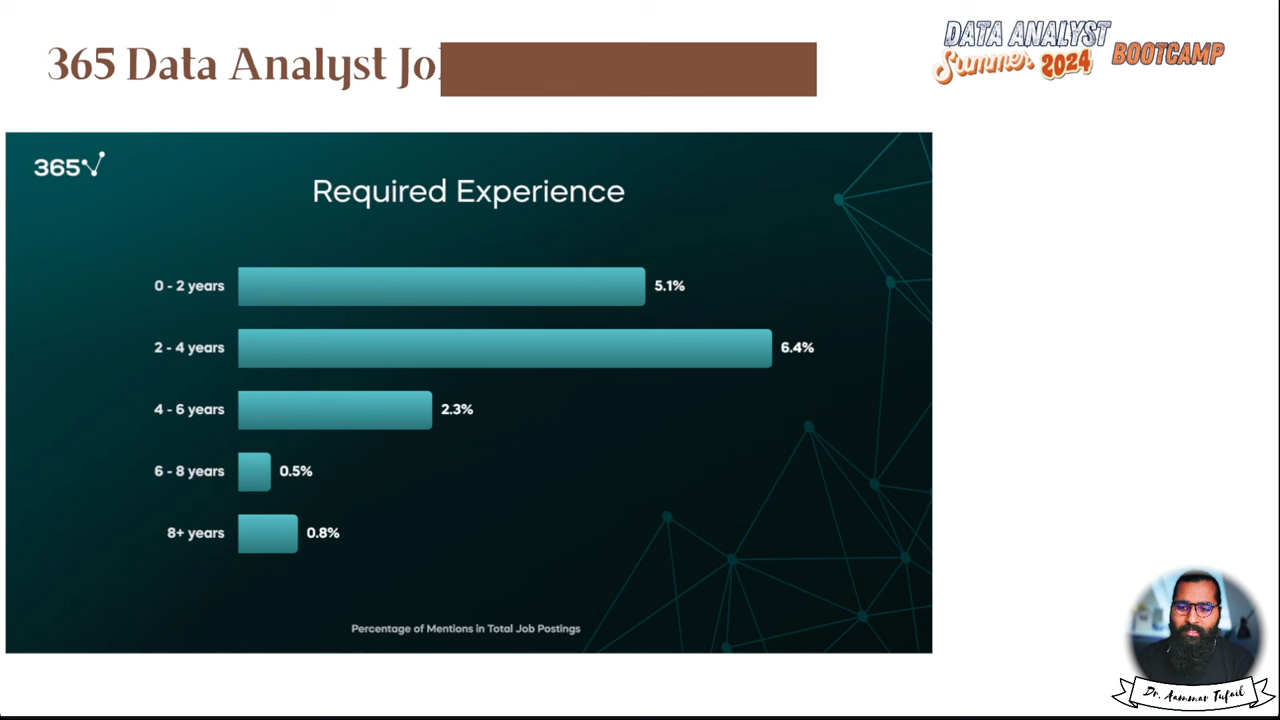 365 Data Analyst
DATA ANALYST
Summer 2024
BOOTCAMP
365
Required Experience
0 - 2 years 5.1%
2 - 4 years 6.4%
4 - 6 years 2.3%
6 - 8 years 0.5%
8+ years 0.8%
Percentage of Mentions in Total Job Postings
Dr. Aammar Tufail